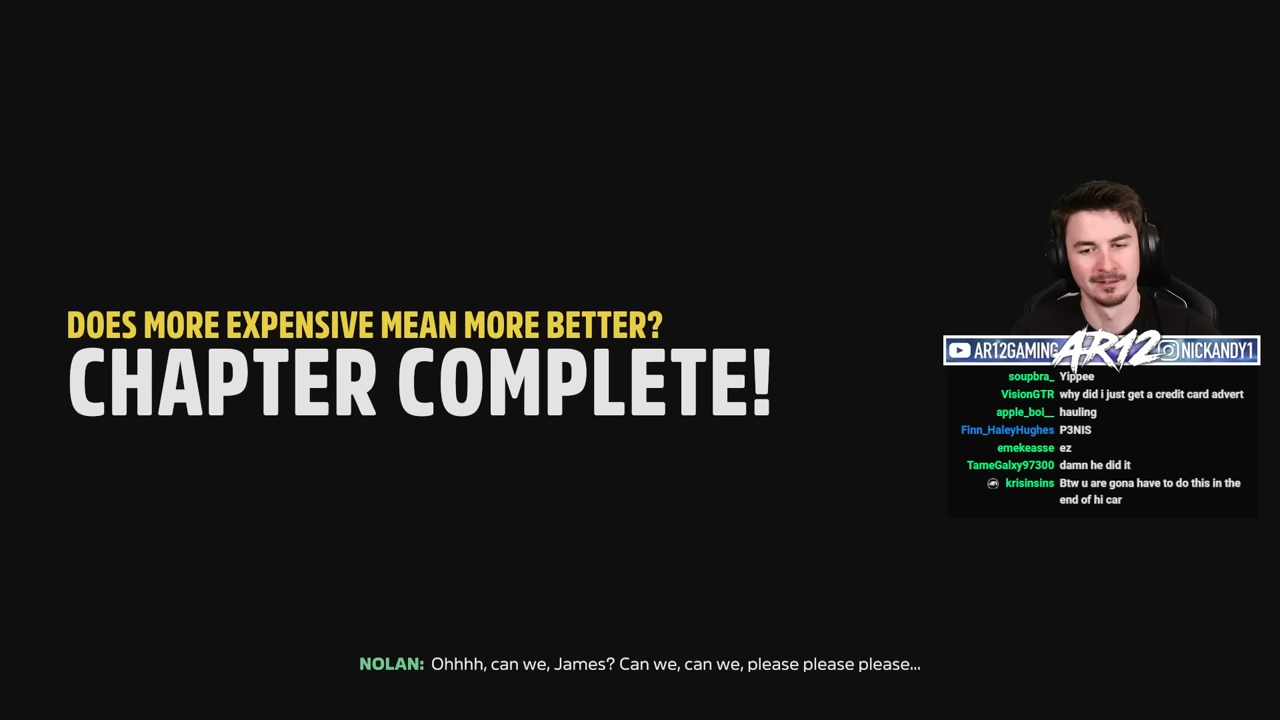 DOES MORE EXPENSIVE MEAN MORE BETTER?
CHAPTER COMPLETE!
AR12GAMING AR12 NICKANDY1
soupbra_ Yippee
VisionGTR why did i just get a credit card advert
apple_boi__ hauling
Finn_HaleyHughes P3NIS
emekeasse ez
TameGalxy97300 damn he did it
krisinsins Btw u are gona have to do this in the
end of hi car
NOLAN: Ohhhh, can we, James? Can we, can we, please please please...